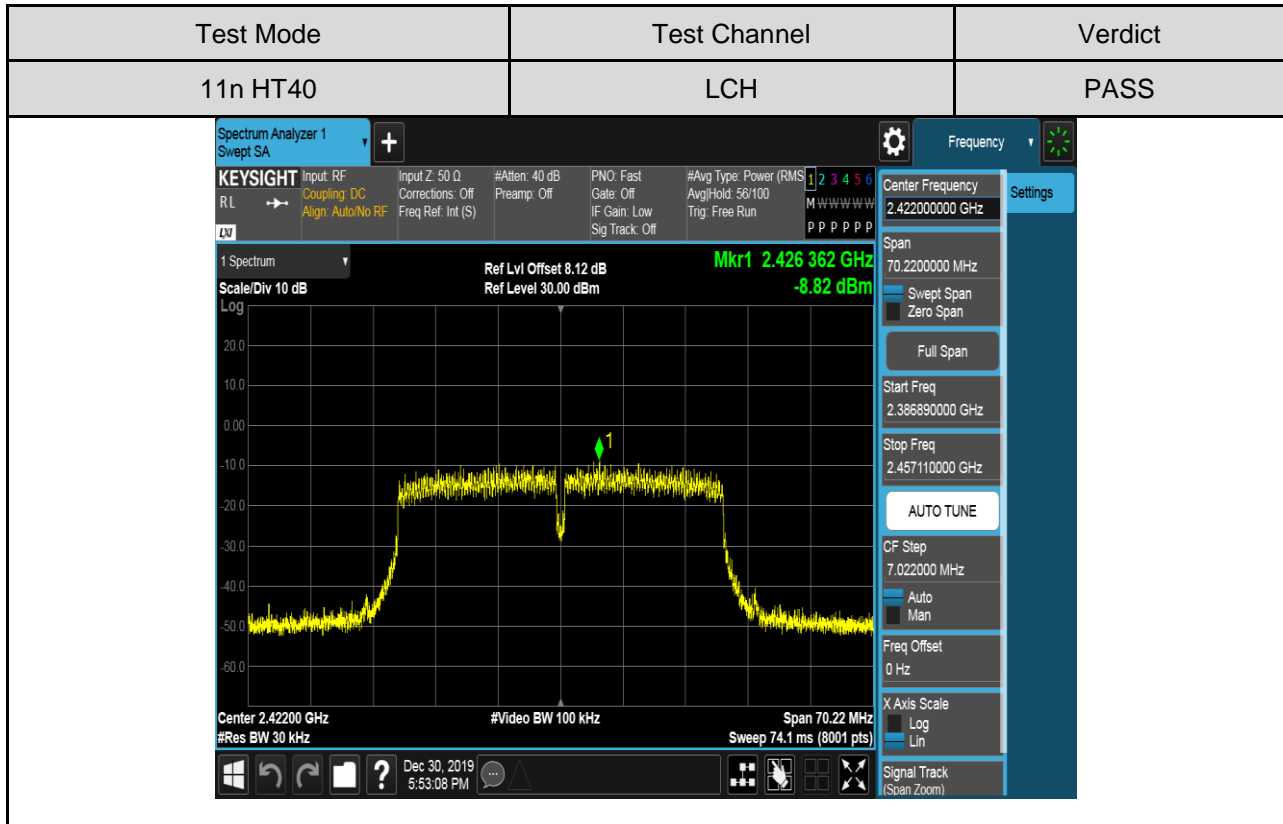 Test Mode Test Channel Verdict
11n HT40 LCH PASS
Spectrum Analyzer 1
Swept SA
+
Frequency
KEYSIGHT
RL
LXI
Input: RF
Coupling: DC
Align: Auto/No RF
Input Z: 50 Ω
Corrections: Off
Freq Ref: Int (S)
#Atten: 40 dB
Preamp: Off
PNO: Fast
Gate: Off
IF Gain: Low
Sig Track: Off
#Avg Type: Power (RMS
Avg|Hold: 56/100
Trig: Free Run
1 2 3 4 5 6
M W W W W W
P P P P P P
1 Spectrum
Scale/Div 10 dB
Log
Ref Lvl Offset 8.12 dB
Ref Level 30.00 dBm
Mkr1 2.426 362 GHz
-8.82 dBm
20.0
10.0
0.00
-10.0
-20.0
-30.0
-40.0
-50.0
-60.0
1
Center 2.42200 GHz
#Res BW 30 kHz
#Video BW 100 kHz
Span 70.22 MHz
Sweep 74.1 ms (8001 pts)
Dec 30, 2019
5:53:08 PM
?
Center Frequency
2.422000000 GHz
Settings
Span
70.2200000 MHz
Swept Span
Zero Span
Full Span
Start Freq
2.386890000 GHz
Stop Freq
2.457110000 GHz
AUTO TUNE
CF Step
7.022000 MHz
Auto
Man
Freq Offset
0 Hz
X Axis Scale
Log
Lin
Signal Track
(Span Zoom)